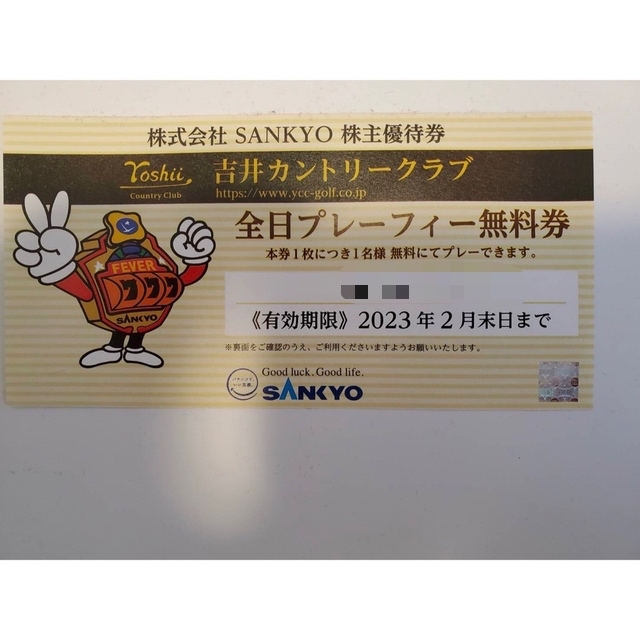 株式会社 SANKYO 株主優待券
Yoshii
Country Club
吉井カントリークラブ
https://www.ycc-golf.co.jp
全日プレーフィー無料券
本券1枚につき1名様 無料にてプレーできます。
FEVER
777
SANKYO
《有効期限》2023年2月末日まで
※裏面をご確認のうえ、ご利用くださいますようお願いいたします。
Good luck. Good life.
SANKYO